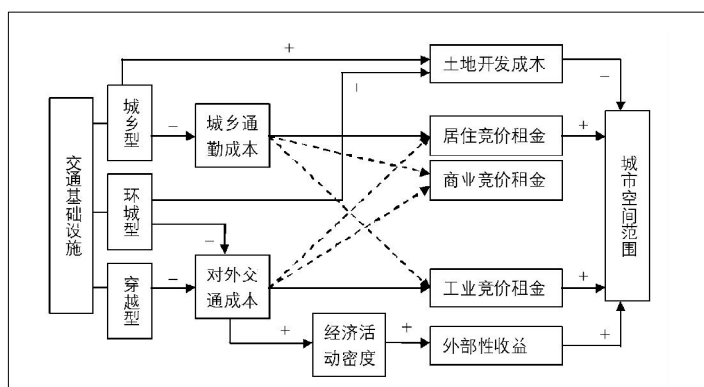 交通基础设施
城乡型
环城型
穿越型
城乡通
勤成本
对外交
通成本
经济活
动密度
土地开发成木
居住竞价租金
商业竞价租金
工业竞价租金
外部性收益
城市空间范围
+
+
−
−
−
+
+
−
+
+
+